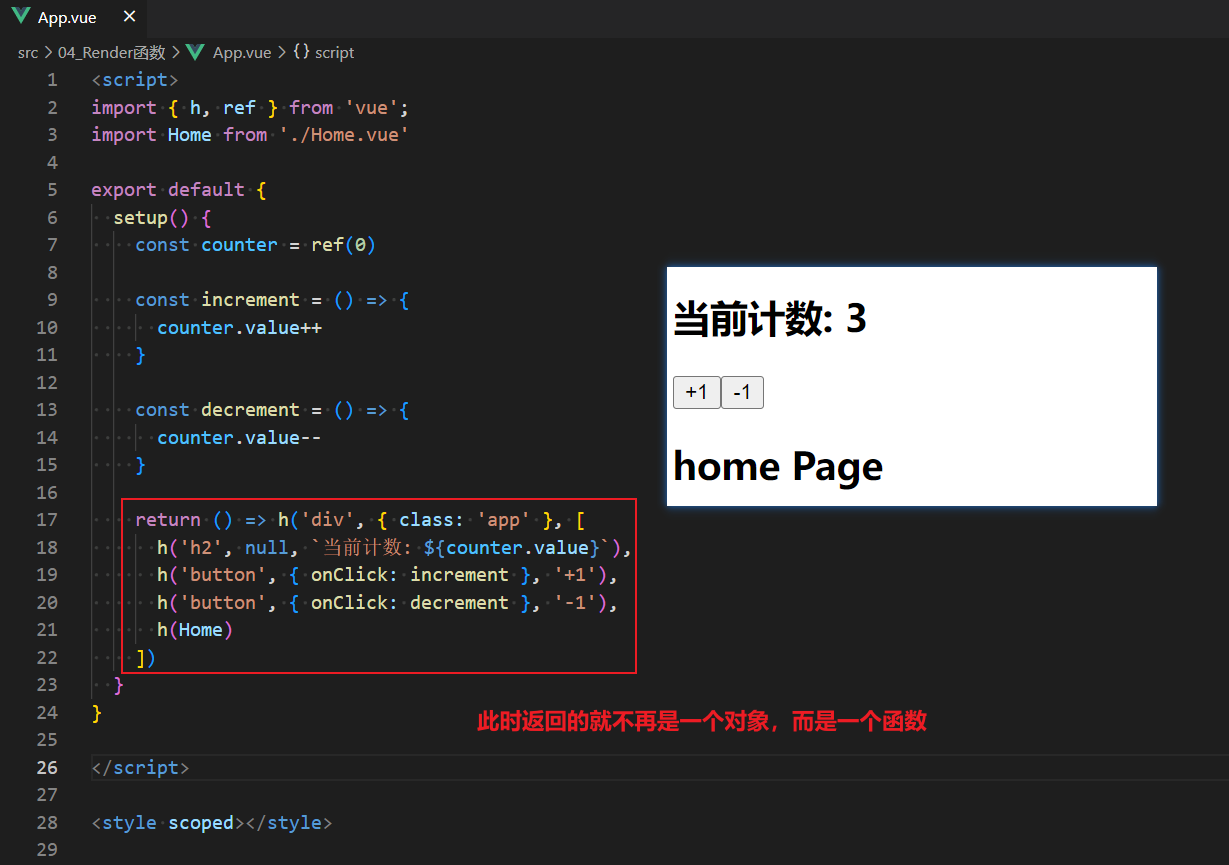 App.vue ×
src > 04_Render函数 > App.vue > {} script
1 <script>
2 import { h, ref } from 'vue';
3 import Home from './Home.vue'
4
5 export default {
6   setup() {
7     const counter = ref(0)
8
9     const increment = () => {
10       counter.value++
11     }
12
13     const decrement = () => {
14       counter.value--
15     }
16
17     return () => h('div', { class: 'app' }, [
18       h('h2', null, `当前计数: ${counter.value}`),
19       h('button', { onClick: increment }, '+1'),
20       h('button', { onClick: decrement }, '-1'),
21       h(Home)
22     ])
23   }
24 }
25
26 </script>
27
28 <style scoped></style>
29
当前计数: 3
+1 -1
home Page
此时返回的就不再是一个对象，而是一个函数